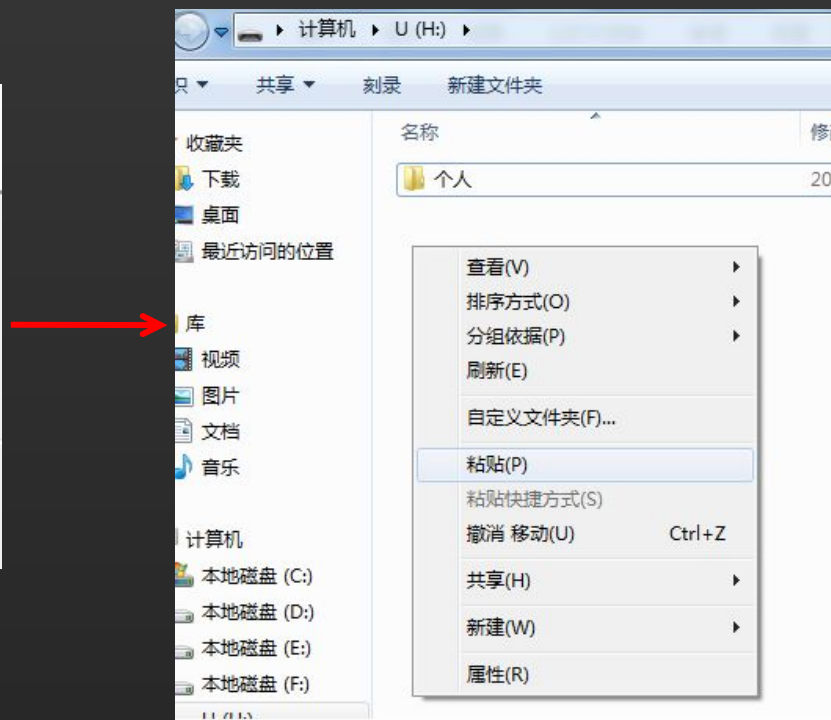 计算机 U (H:)
共享 刻录 新建文件夹
名称
收藏夹
下载
桌面
最近访问的位置
库
视频
图片
文档
音乐
计算机
本地磁盘 (C:)
本地磁盘 (D:)
本地磁盘 (E:)
本地磁盘 (F:)
个人 20
查看(V)
排序方式(O)
分组依据(P)
刷新(E)
自定义文件夹(F)...
粘贴(P)
粘贴快捷方式(S)
撤消 移动(U) Ctrl+Z
共享(H)
新建(W)
属性(R)